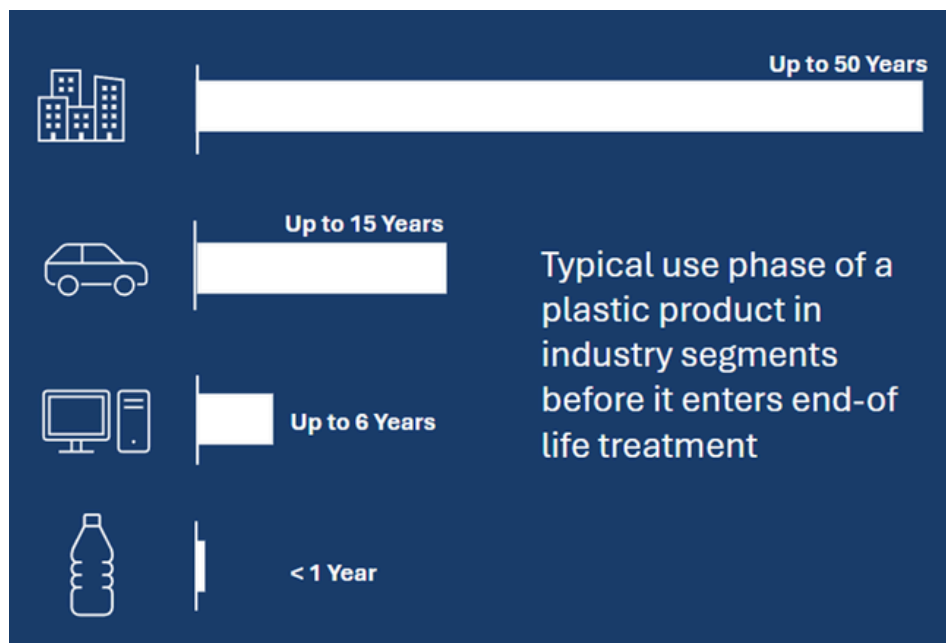 Up to 50 Years
Up to 15 Years
Typical use phase of a
plastic product in
industry segments
before it enters end-of
life treatment
Up to 6 Years
< 1 Year